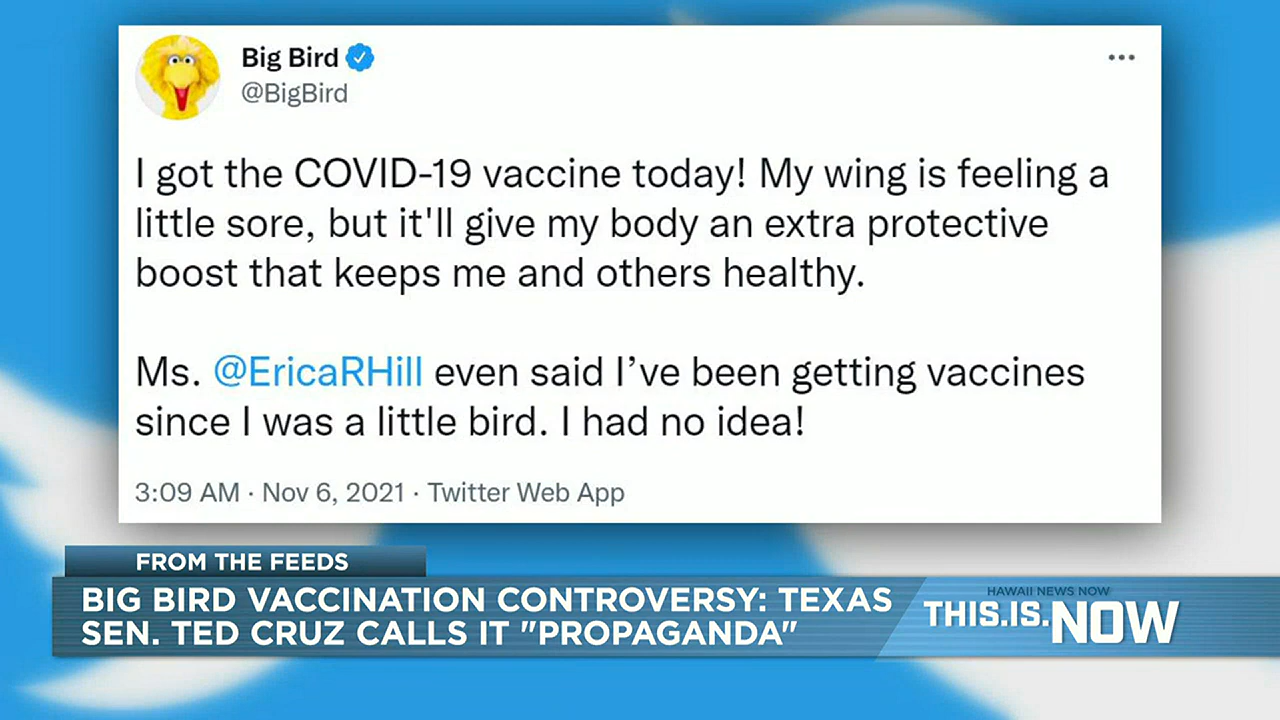 Big Bird
@BigBird
I got the COVID-19 vaccine today! My wing is feeling a
little sore, but it'll give my body an extra protective
boost that keeps me and others healthy.
Ms. @EricaRHill even said I’ve been getting vaccines
since I was a little bird. I had no idea!
3:09 AM · Nov 6, 2021 · Twitter Web App
FROM THE FEEDS
BIG BIRD VACCINATION CONTROVERSY: TEXAS
SEN. TED CRUZ CALLS IT "PROPAGANDA"
HAWAII NEWS NOW
THIS.IS.NOW